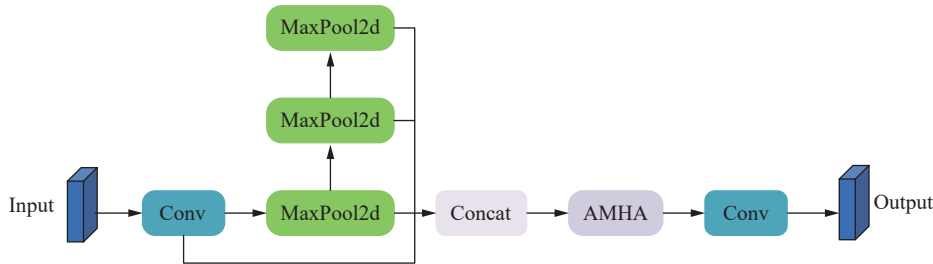 MaxPool2d
MaxPool2d
Input
Conv
MaxPool2d
Concat
AMHA
Conv
Output